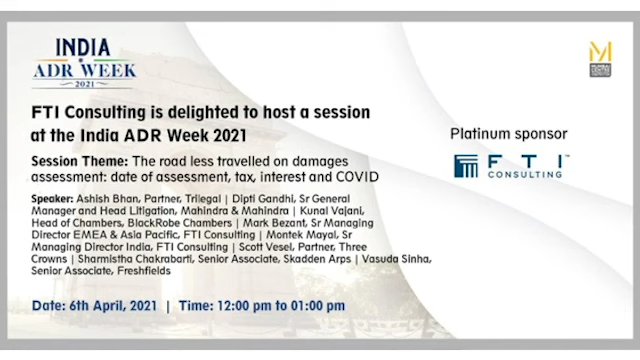 INDIA
ADR WEEK
2021
FTI Consulting is delighted to host a session
at the India ADR Week 2021
Session Theme: The road less travelled on damages
assessment: date of assessment, tax, interest and COVID
Speaker: Ashish Bhan, Partner, Trilegal | Dipti Gandhi, Sr General
Manager and Head Litigation, Mahindra & Mahindra | Kunal Vajani,
Head of Chambers, BlackRobe Chambers | Mark Bezant, Sr Managing
Director EMEA & Asia Pacific, FTI Consulting | Montek Mayal, Sr
Managing Director India, FTI Consulting | Scott Vesel, Partner, Three
Crowns | Sharmistha Chakrabarti, Senior Associate, Skadden Arps | Vasuda Sinha,
Senior Associate, Freshfields
Date: 6th April, 2021 | Time: 12:00 pm to 01:00 pm
MUMBAI
CENTRE
Platinum sponsor
FTI™
CONSULTING